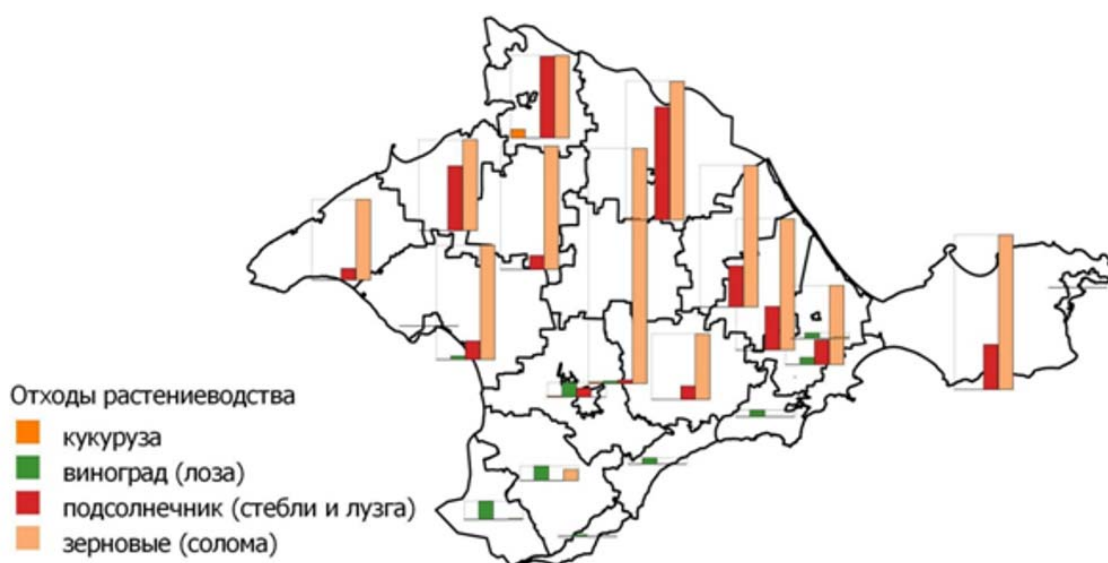 Отходы растениеводства
кукуруза
виноград (лоза)
подсолнечник (стебли и лузга)
зерновые (солома)